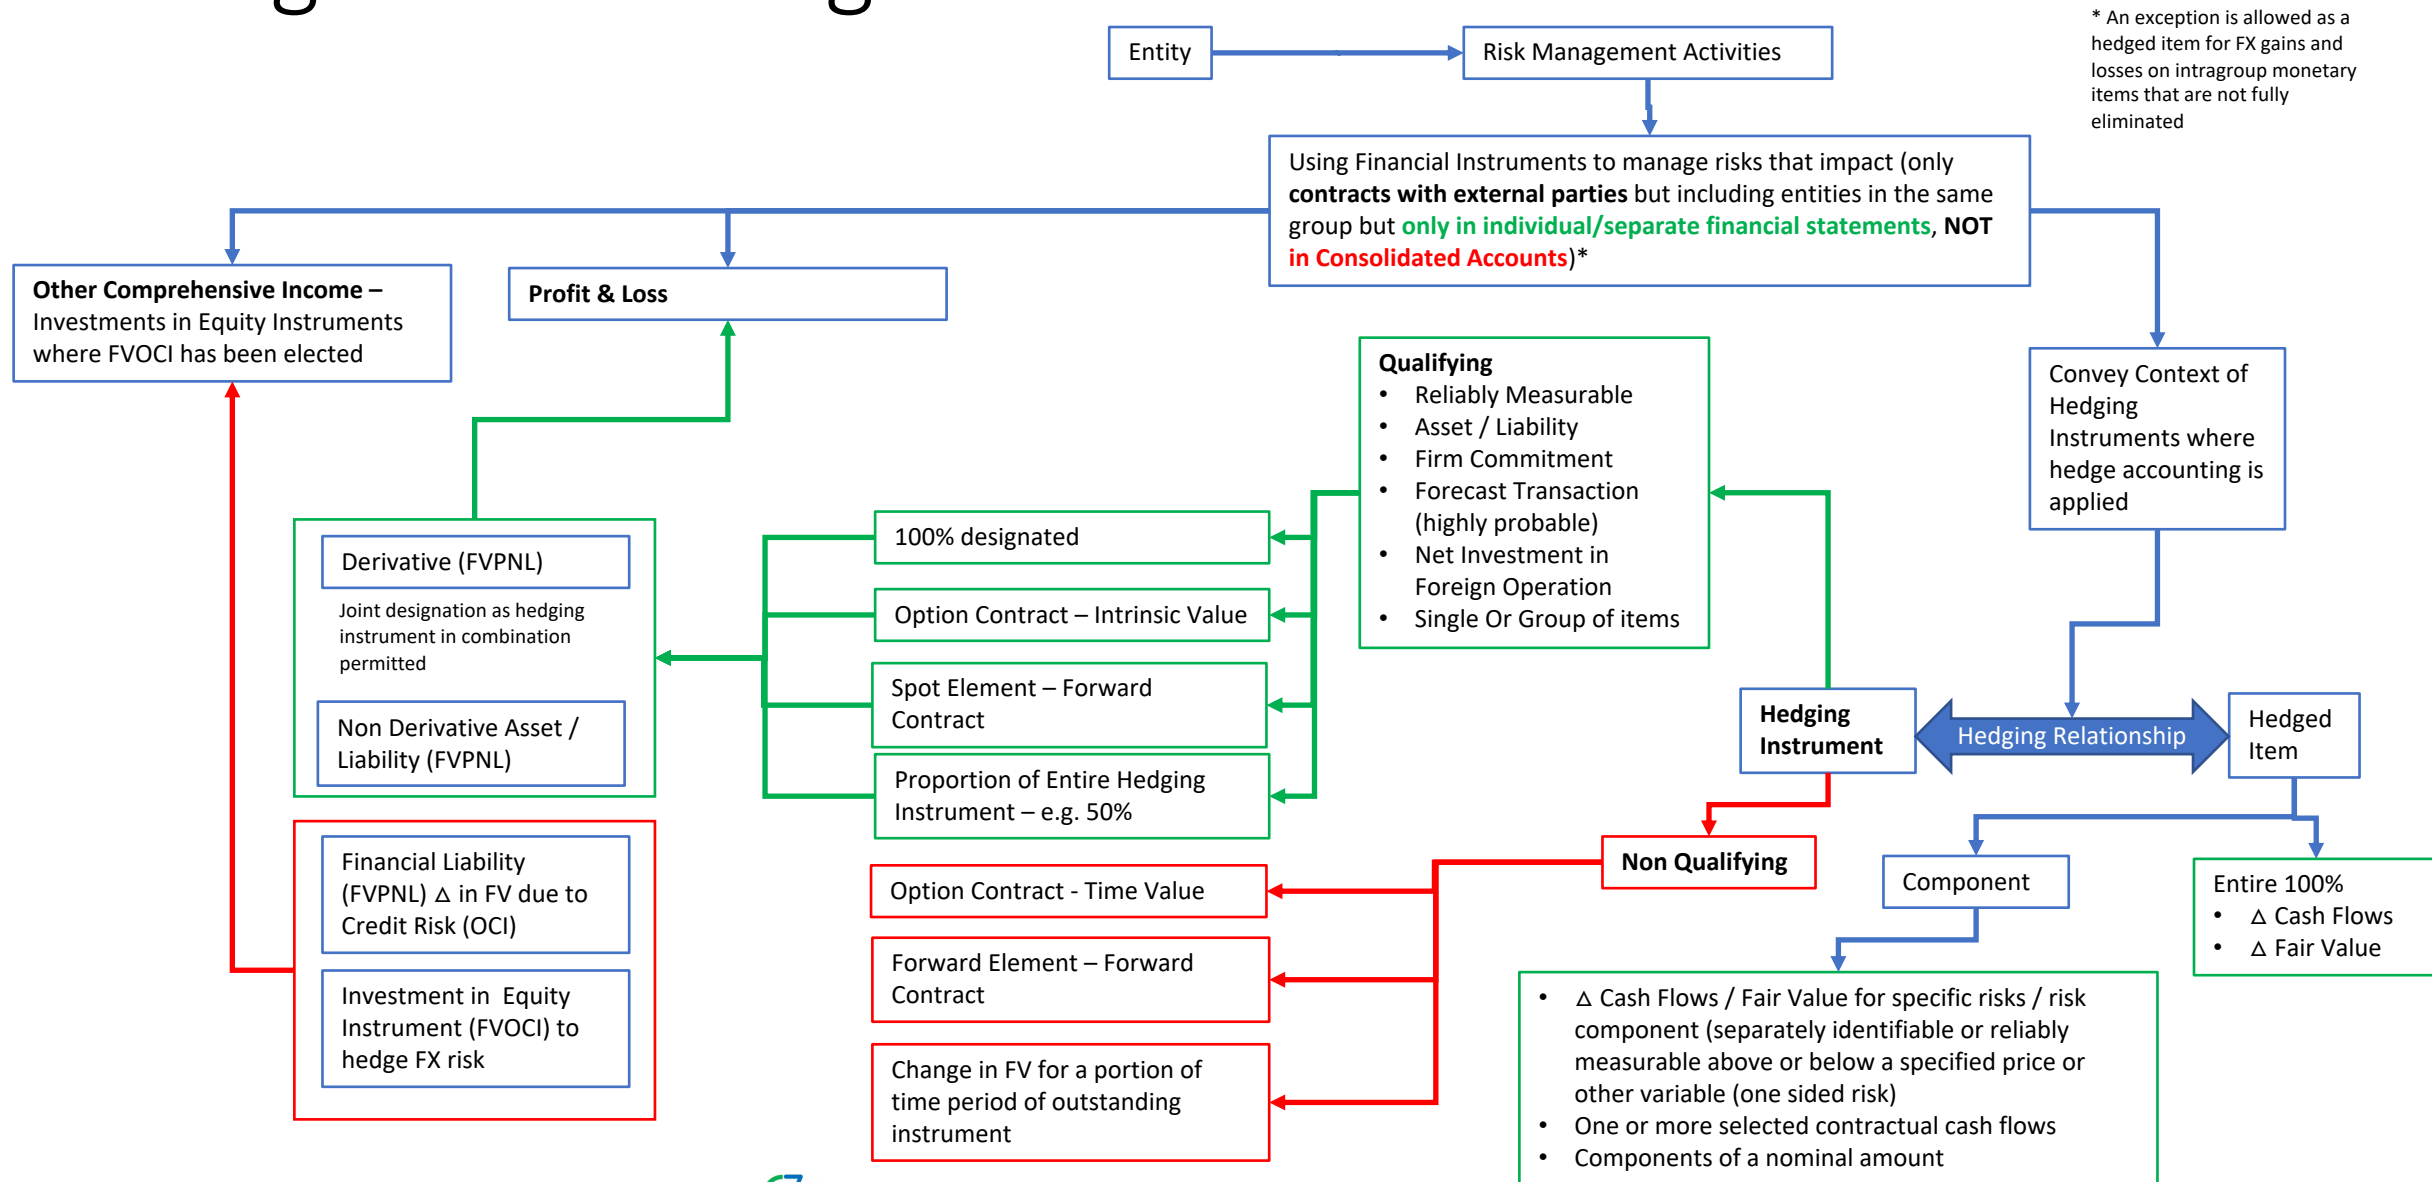 Entity
Risk Management Activities
* An exception is allowed as a
hedged item for FX gains and
losses on intragroup monetary
items that are not fully
eliminated
Using Financial Instruments to manage risks that impact (only
contracts with external parties but including entities in the same
group but only in individual/separate financial statements, NOT
in Consolidated Accounts)*
Other Comprehensive Income –
Investments in Equity Instruments
where FVOCI has been elected
Profit & Loss
Convey Context of
Hedging
Instruments where
hedge accounting is
applied
Qualifying
• Reliably Measurable
• Asset / Liability
• Firm Commitment
• Forecast Transaction
(highly probable)
• Net Investment in
Foreign Operation
• Single Or Group of items
100% designated
Option Contract – Intrinsic Value
Spot Element – Forward
Contract
Proportion of Entire Hedging
Instrument – e.g. 50%
Derivative (FVPNL)
Joint designation as hedging
instrument in combination
permitted
Non Derivative Asset /
Liability (FVPNL)
Hedging
Instrument
Hedging Relationship
Hedged
Item
Financial Liability
(FVPNL) △ in FV due to
Credit Risk (OCI)
Investment in  Equity
Instrument (FVOCI) to
hedge FX risk
Non Qualifying
Option Contract - Time Value
Forward Element – Forward
Contract
Change in FV for a portion of
time period of outstanding
instrument
Component
Entire 100%
• △ Cash Flows
• △ Fair Value
• △ Cash Flows / Fair Value for specific risks / risk
component (separately identifiable or reliably
measurable above or below a specified price or
other variable (one sided risk)
• One or more selected contractual cash flows
• Components of a nominal amount